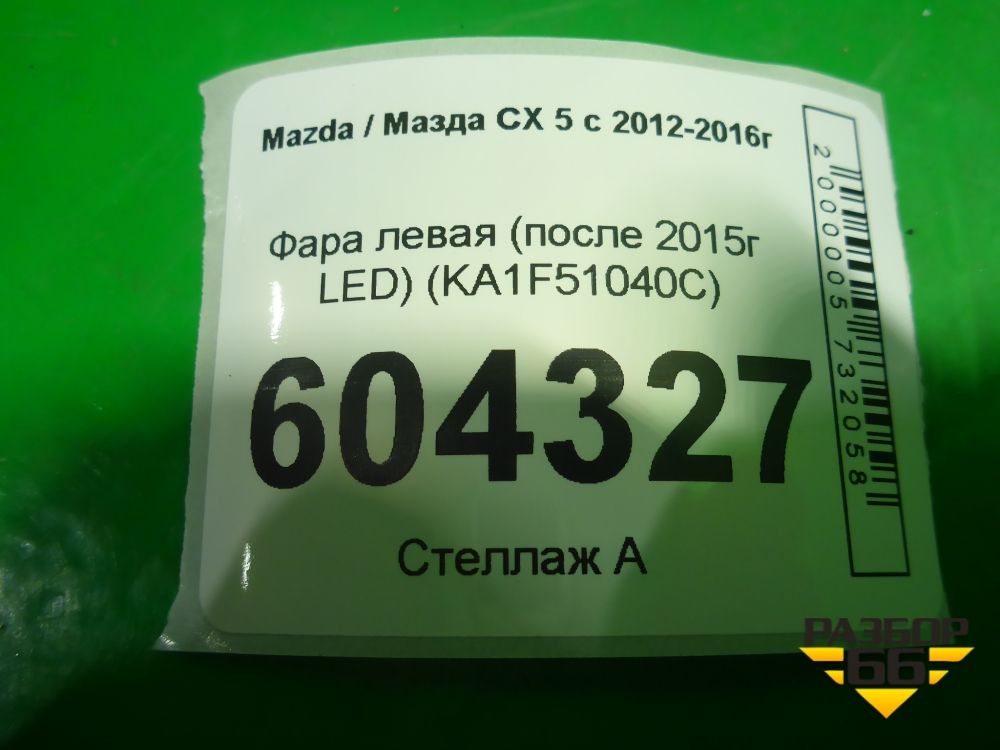 Mazda / Мазда CX 5 с 2012-2016г
Фара левая (после 2015г
LED) (KA1F51040C)
604327
Стеллаж А
2000005732058
РАЗБОР
66